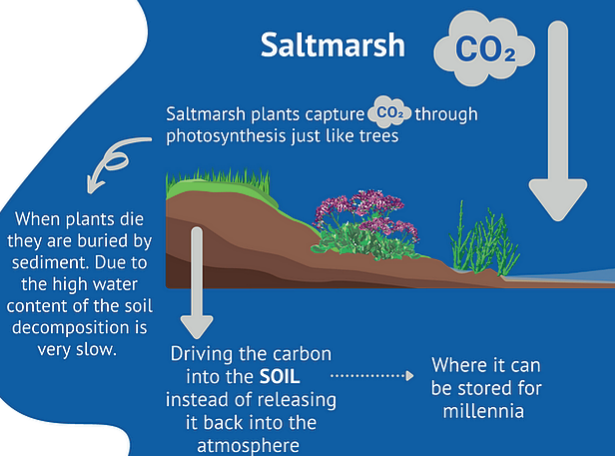 Saltmarsh
CO₂
Saltmarsh plants capture CO₂ through
photosynthesis just like trees
When plants die
they are buried by
sediment. Due to
the high water
content of the soil
decomposition is
very slow.
Driving the carbon
into the SOIL
instead of releasing
it back into the
atmosphere
Where it can
be stored for
millennia